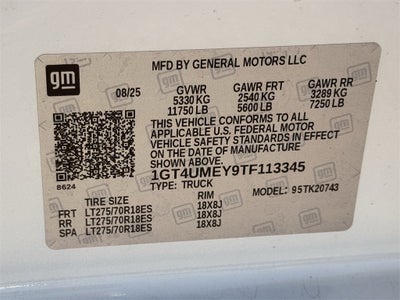 gm
MFD BY GENERAL MOTORS LLC
08/25 GVWR GAWR FRT GAWR RR
5330 KG 2540 KG 3289 KG
11750 LB 5600 LB 7250 LB
THIS VEHICLE CONFORMS TO ALL
APPLICABLE U.S. FEDERAL MOTOR
VEHICLE SAFETY STANDARDS IN EFFECT
ON THE DATE OF MANUFACTURE
SHOWN ABOVE.
1GT4UMEY9TF113345
8624 TYPE: TRUCK MODEL: 95TK20743
TIRE SIZE RIM
FRT LT275/70R18ES 18X8J
RR LT275/70R18ES 18X8J
SPA LT275/70R18ES 18X8J